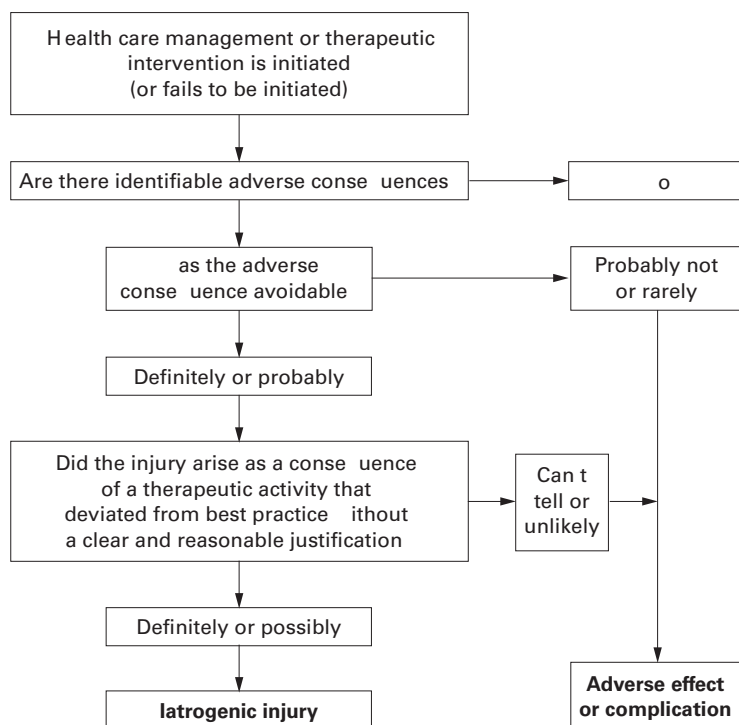 Health care management or therapeutic
intervention is initiated
(or fails to be initiated)
Are there identifiable adverse conse uences
o
as the adverse
conse uence avoidable
Probably not
or rarely
Definitely or probably
Did the injury arise as a conse uence
of a therapeutic activity that
deviated from best practice ithout
a clear and reasonable justification
Can t
tell or
unlikely
Definitely or possibly
Iatrogenic injury
Adverse effect
or complication